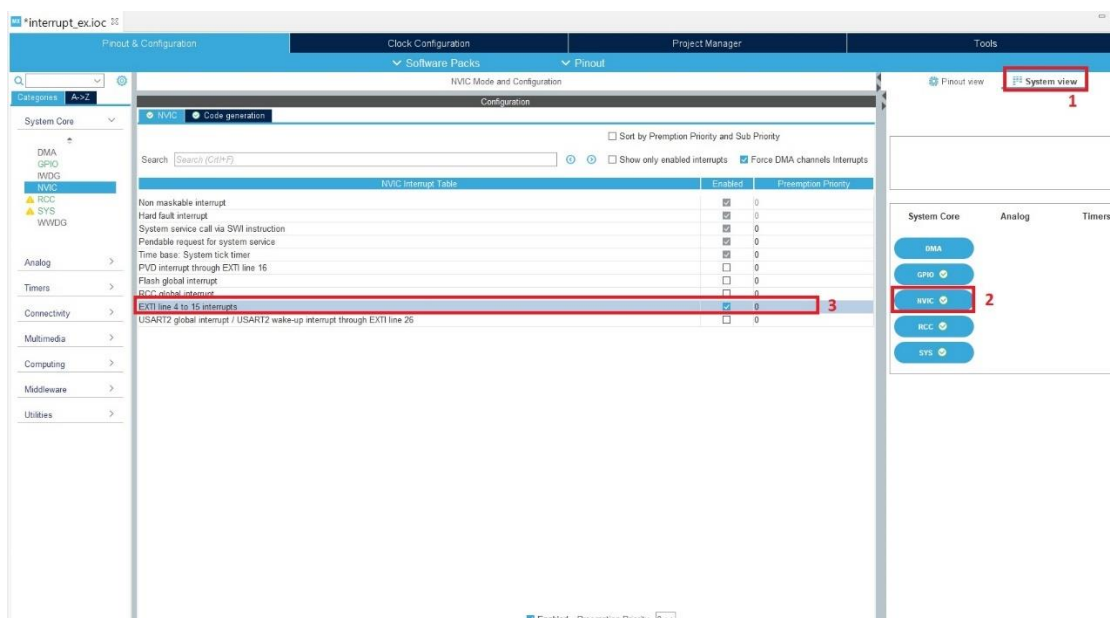 *interrupt_ex.ioc
Pinout & Configuration
Clock Configuration
Project Manager
Tools
Software Packs
Pinout
NVIC Mode and Configuration
Pinout view
System view
1
Categories
A->Z
Configuration
System Core
NVIC
Code generation
Sort by Premption Priority and Sub Priority
DMA
GPIO
IWDG
NVIC
RCC
SYS
WWDG
Search
Search (Crtl+F)
Show only enabled interrupts
Force DMA channels Interrupts
NVIC Interrupt Table
Enabled
Preemption Priority
Non maskable interrupt
0
Hard fault interrupt
0
System service call via SWI instruction
0
Pendable request for system service
0
Time base: System tick timer
0
PVD interrupt through EXTI line 16
0
Flash global interrupt
0
RCC global interrupt
0
EXTI line 4 to 15 interrupts
0
3
USART2 global interrupt / USART2 wake-up interrupt through EXTI line 26
0
Analog
Timers
Connectivity
Multimedia
Computing
Middleware
Utilities
System Core
Analog
Timers
DMA
GPIO
NVIC
2
RCC
SYS